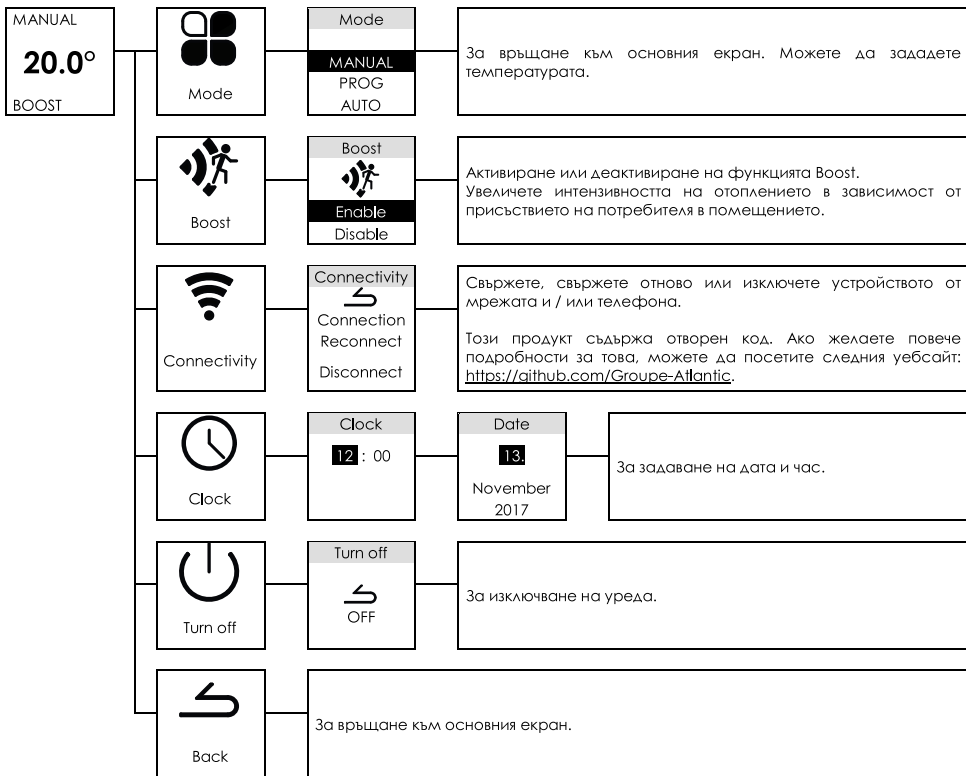 MANUAL
20.0°
BOOST
Mode
Mode
MANUAL
PROG
AUTO
За връщане към основния екран. Можете да зададете
температурата.
Boost
Boost
Enable
Disable
Активиране или деактивиране на функцията Boost.
Увеличете интензивността на отоплението в зависимост от
присъствието на потребителя в помещението.
Connectivity
Connectivity
Connection
Reconnect
Disconnect
Свържете, свържете отново или изключете устройството от
мрежата и / или телефона.
Този продукт съдържа отворен код. Ако желаете повече
подробности за това, можете да посетите следния уебсайт:
https://github.com/Groupe-Atlantic.
Clock
Clock
12 : 00
Date
13.
November
2017
За задаване на дата и час.
Turn off
Turn off
OFF
За изключване на уреда.
Back
За връщане към основния екран.